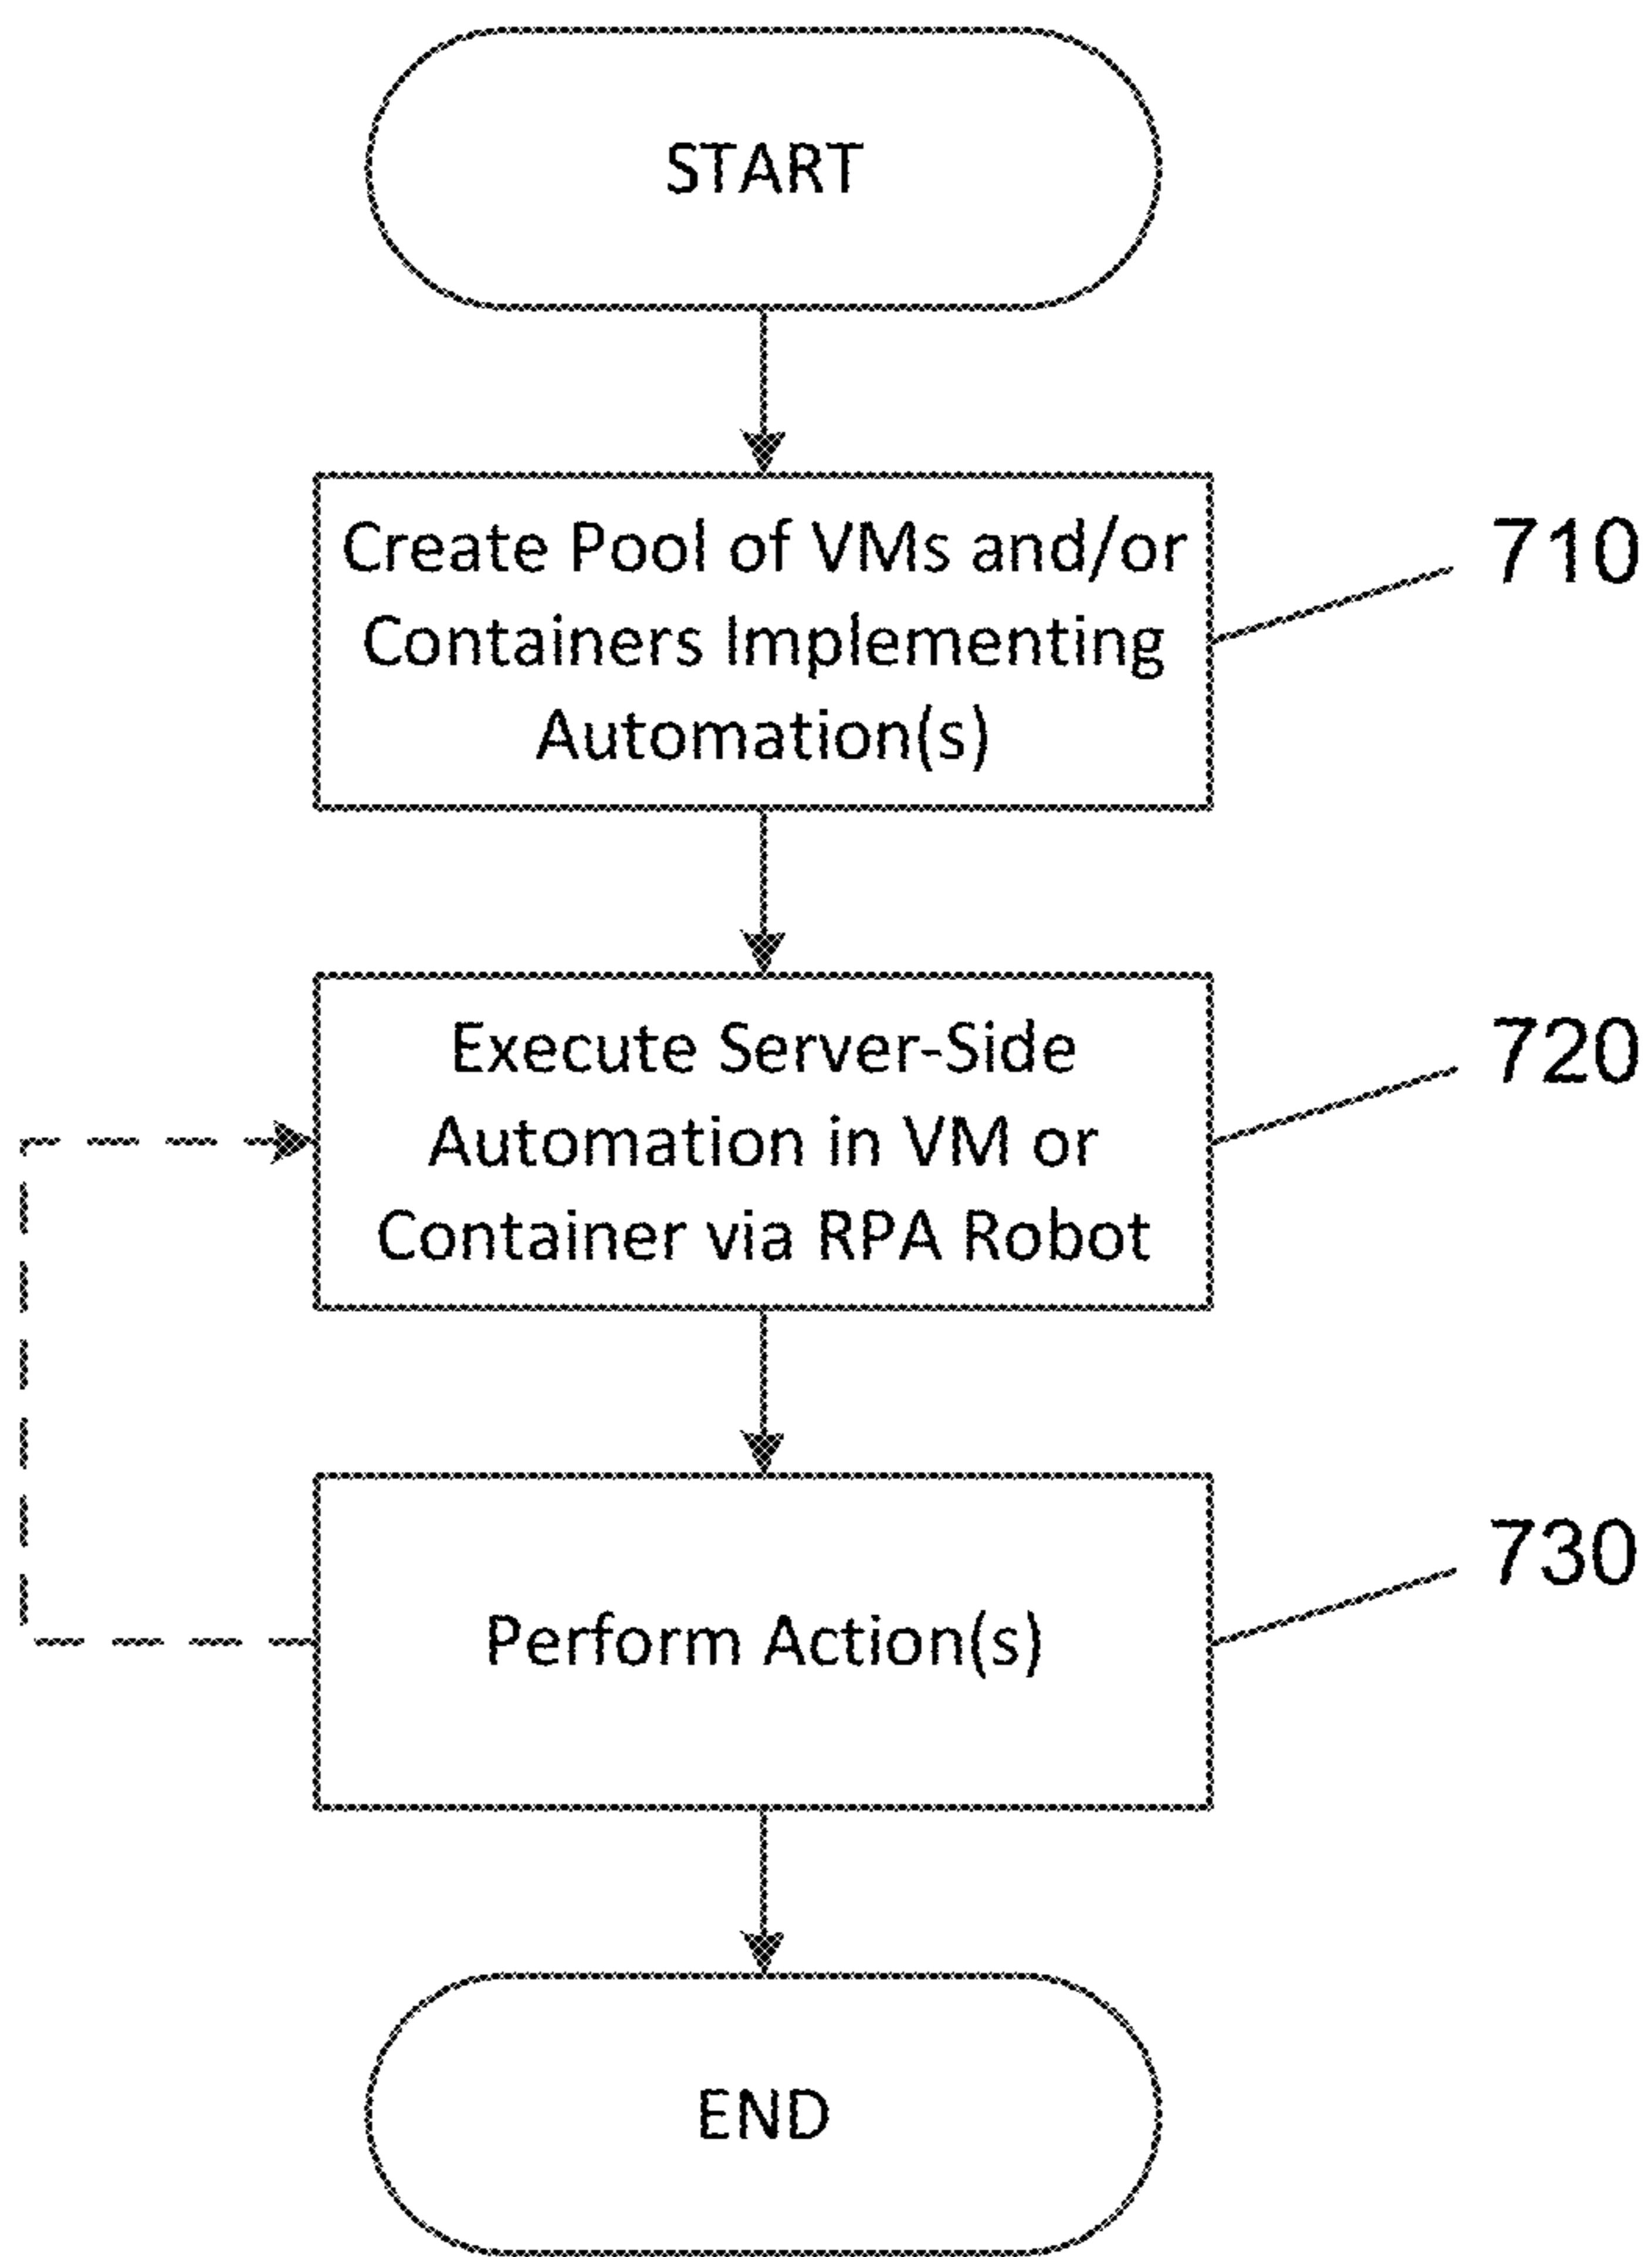 START
Create Pool of VMs and/or
Containers Implementing
Automation(s)
710
Execute Server-Side
Automation in VM or
Container via RPA Robot
720
Perform Action(s)
730
END